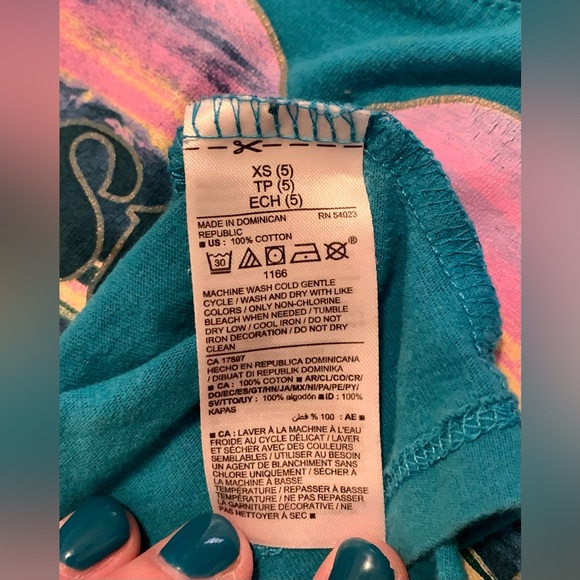 XS (5)
TP (5)
ECH (5)
MADE IN DOMINICAN RN 54023
REPUBLIC
■ US: 100% COTTON
30
1166
MACHINE WASH COLD GENTLE
CYCLE / WASH AND DRY WITH LIKE
COLORS / ONLY NON-CHLORINE
BLEACH WHEN NEEDED / TUMBLE
DRY LOW / COOL IRON / DO NOT
IRON DECORATION / DO NOT DRY
CLEAN
CA 17897
HECHO EN REPUBLICA DOMINICANA
/ DIBUAT DI REPUBLIK DOMINIKA
■ CA: 100% COTON ■ AR/CL/CO/CR/
DO/EC/ES/GT/HN/JA/MX/NI/PA/PE/PY/
SV/TTO/UY: 100% algodón ■ ID: 100%
KAPAS
■ AE: 100 % قطن
■ CA: LAVER À LA MACHINE À L'EAU
FROIDE AU CYCLE DÉLICAT / LAVER
ET SÉCHER AVEC DES COULEURS
SEMBLABLES / UTILISER AU BESOIN
UN AGENT DE BLANCHIMENT SANS
CHLORE UNIQUEMENT / SÉCHER À
LA MACHINE À BASSE
TEMPÉRATURE / REPASSER À BASSE
TEMPÉRATURE / NE PAS REPASSER
LA GARNITURE DÉCORATIVE / NE
PAS NETTOYER À SEC ■